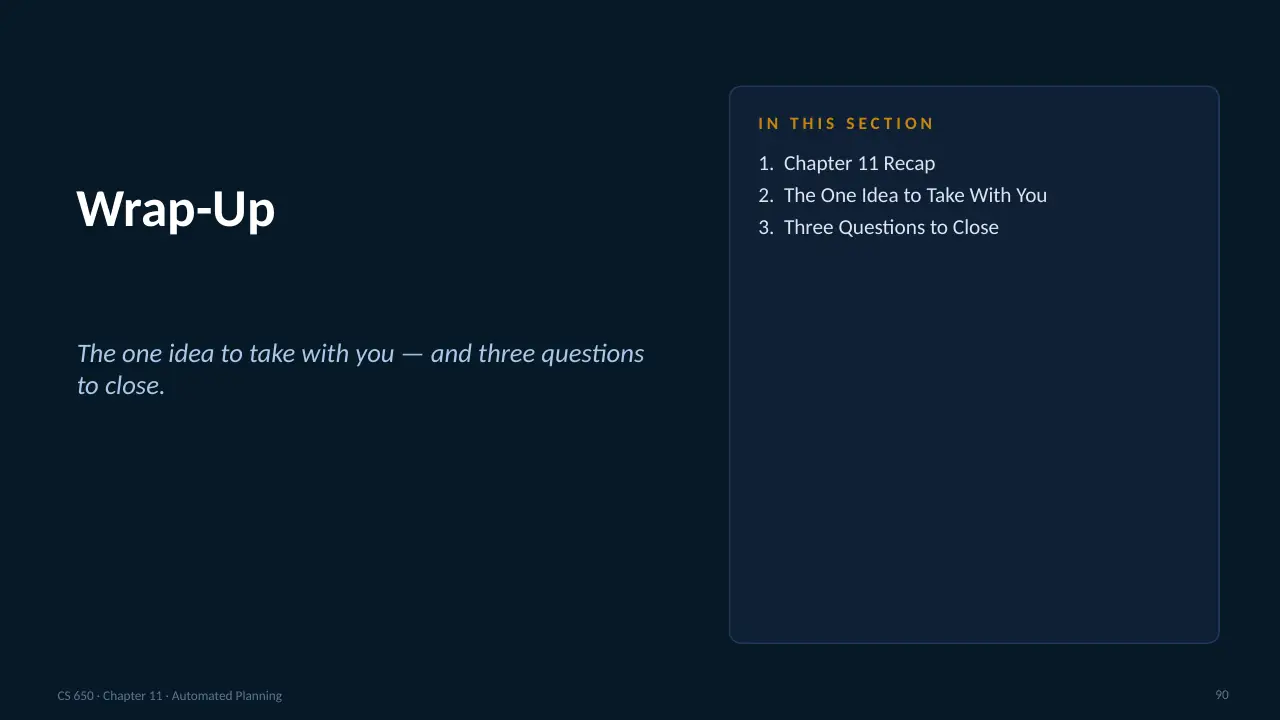 Wrap-Up
The one idea to take with you — and three questions
to close.
IN THIS SECTION
1. Chapter 11 Recap
2. The One Idea to Take With You
3. Three Questions to Close
CS 650 · Chapter 11 · Automated Planning
90